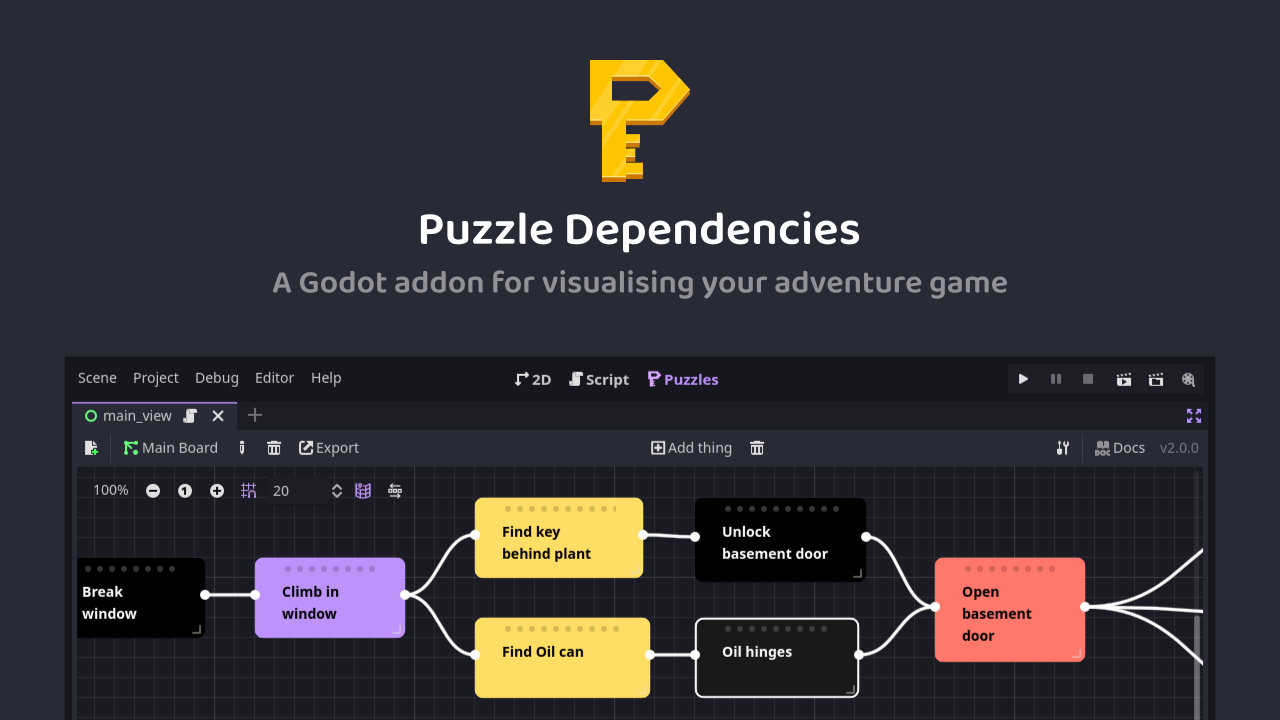 Puzzle Dependencies
A Godot addon for visualising your adventure game
Scene Project Debug Editor Help 2D Script Puzzles
main_view
Main Board Export Add thing Docs v2.0.0
100% 1 20
Find key
behind plant
Unlock
basement door
Break
window
Climb in
window
Open
basement
door
Find Oil can
Oil hinges